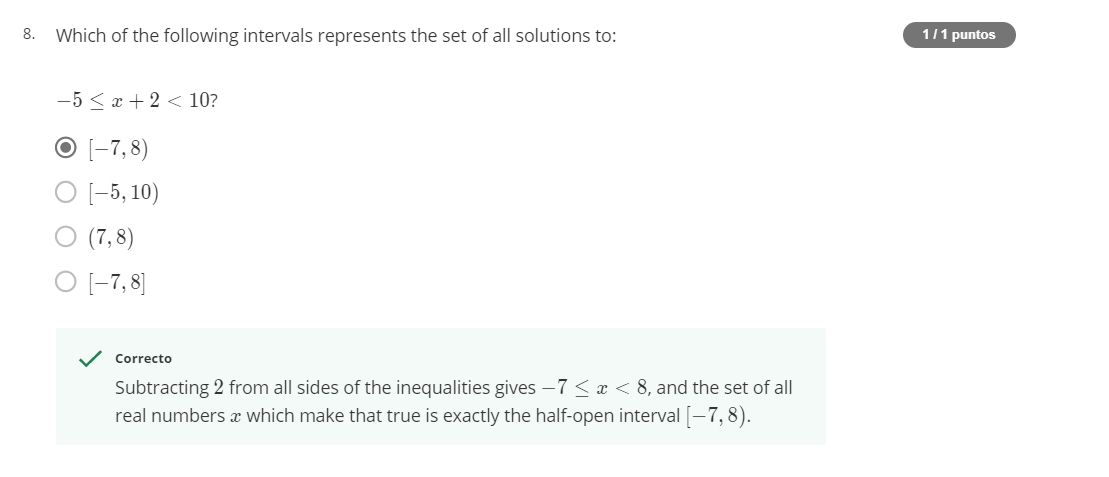 8. Which of the following intervals represents the set of all solutions to:
1 / 1 puntos
−5 ≤ x + 2 < 10?
[−7, 8)
[−5, 10)
(7, 8)
[−7, 8]
Correcto
Subtracting 2 from all sides of the inequalities gives −7 ≤ x < 8, and the set of all
real numbers x which make that true is exactly the half-open interval [−7, 8).